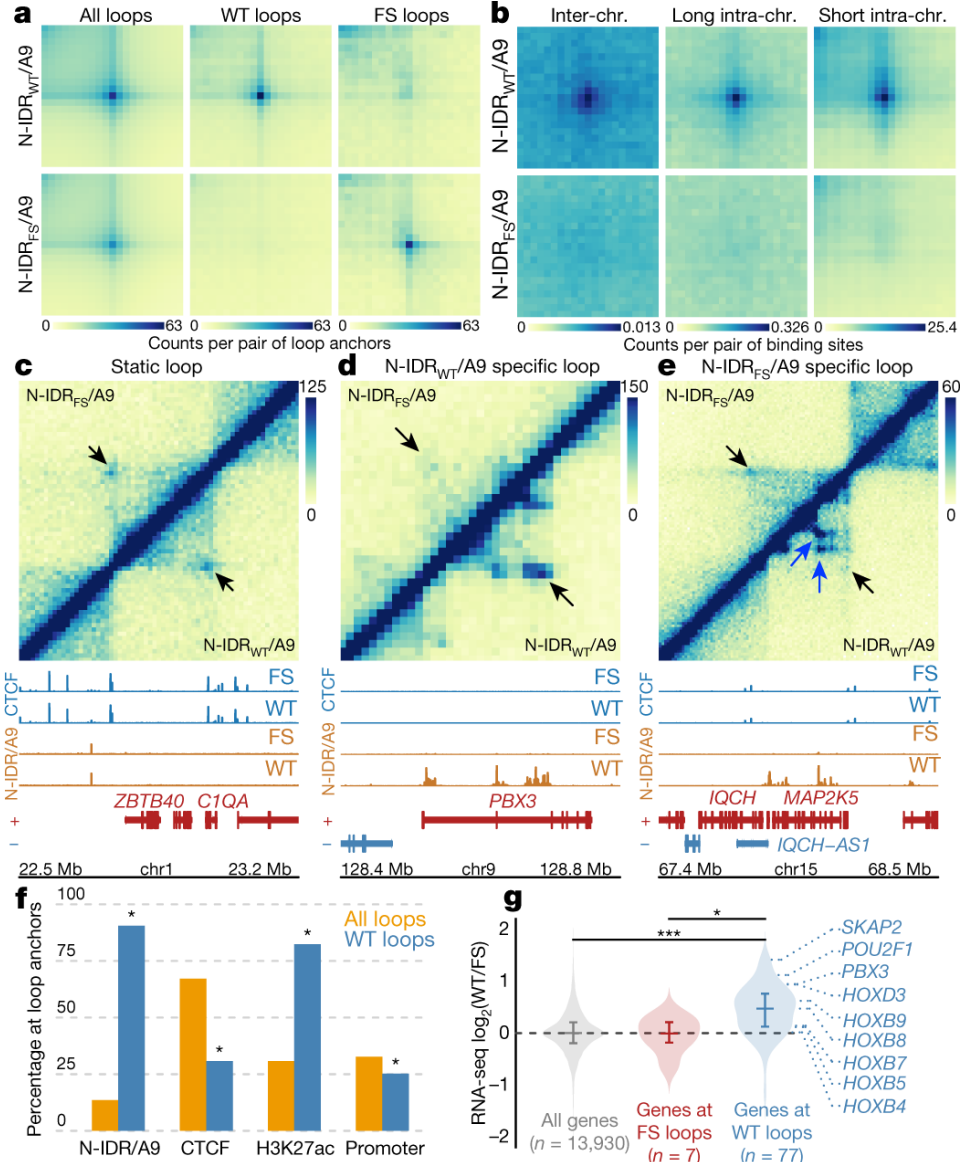 a
All loops WT loops FS loops
N-IDRWT/A9
N-IDRFS/A9
0 63 0 63 0 63
Counts per pair of loop anchors
b
Inter-chr. Long intra-chr. Short intra-chr.
N-IDRWT/A9
N-IDRFS/A9
0 0.013 0 0.326 0 25.4
Counts per pair of binding sites
c Static loop
N-IDRFS/A9
125
0
N-IDRWT/A9
CTCF
FS
WT
N-IDR/A9
FS
WT
ZBTB40 C1QA
+
−
22.5 Mb chr1 23.2 Mb
d N-IDRWT/A9 specific loop
N-IDRFS/A9
150
0
N-IDRWT/A9
CTCF
FS
WT
N-IDR/A9
FS
WT
PBX3
+
−
128.4 Mb chr9 128.8 Mb
e N-IDRFS/A9 specific loop
N-IDRFS/A9
60
0
N-IDRWT/A9
CTCF
FS
WT
N-IDR/A9
FS
WT
IQCH MAP2K5
+
− IQCH−AS1
67.4 Mb chr15 68.5 Mb
f
Percentage at loop anchors
100
75
50
25
0
All loops
WT loops
* * * *
N-IDR/A9 CTCF H3K27ac Promoter
g
RNA-seq log2(WT/FS)
2
1
0
−1
−2
*
***
SKAP2
POU2F1
PBX3
HOXD3
HOXB9
HOXB8
HOXB7
HOXB5
HOXB4
All genes
(n = 13,930)
Genes at
FS loops
(n = 7)
Genes at
WT loops
(n = 77)